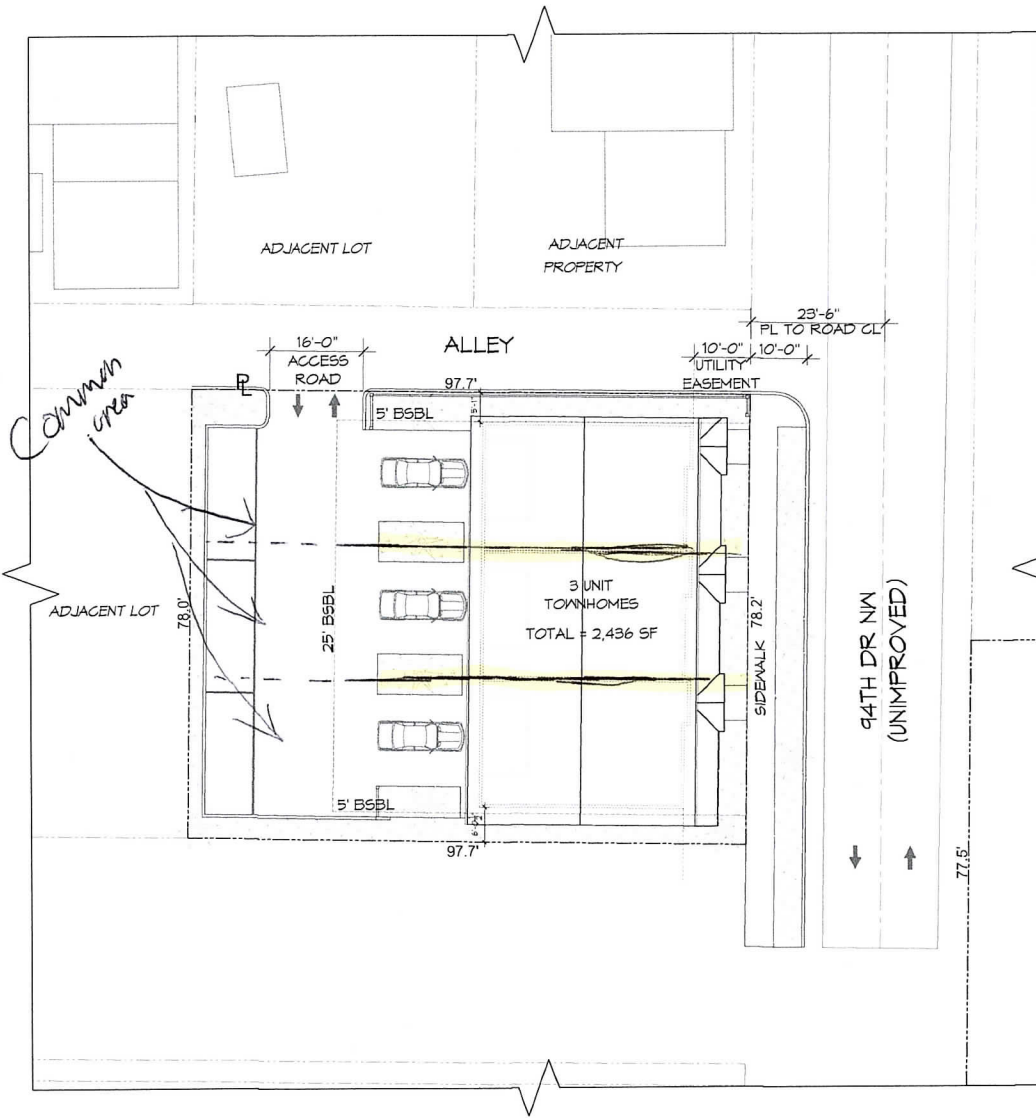 ADJACENT LOT
ADJACENT
PROPERTY
23'-6"
PL TO ROAD CL
16'-0"
ACCESS
ROAD
ALLEY
10'-0"
10'-0"
UTILITY
EASEMENT
Common
area
PL
97.7'
5' BSBL
5'-1"
ADJACENT LOT
78.0'
25' BSBL
3 UNIT
TOWNHOMES
TOTAL = 2,436 SF
SIDEWALK
78.2'
94TH DR NW
(UNIMPROVED)
5' BSBL
97.7'
77.5'